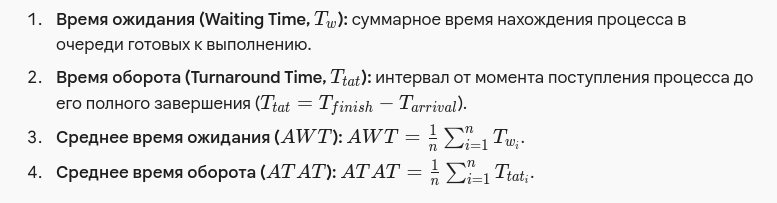 1. Время ожидания (Waiting Time, T_w): суммарное время нахождения процесса в
очереди готовых к выполнению.
2. Время оборота (Turnaround Time, T_{tat}): интервал от момента поступления процесса до
его полного завершения (T_{tat} = T_{finish} − T_{arrival}).
3. Среднее время ожидания (AWT): AWT = \frac{1}{n} \sum_{i=1}^{n} T_{w_i}.
4. Среднее время оборота (ATAT): ATAT = \frac{1}{n} \sum_{i=1}^{n} T_{tat_i}.